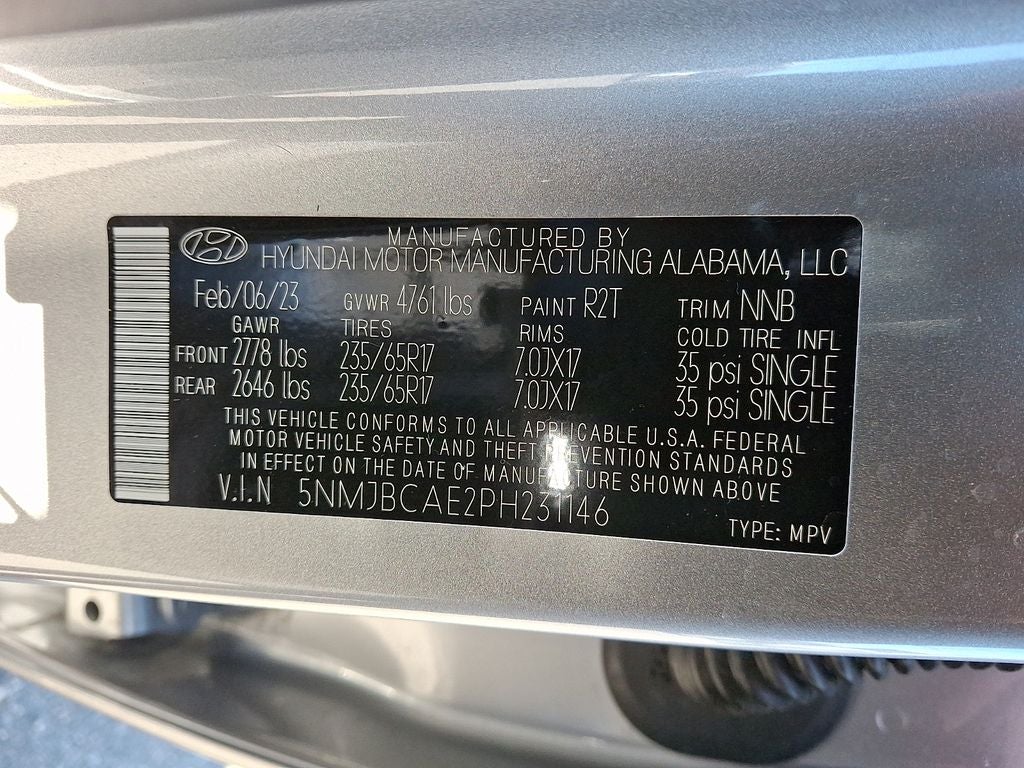 MANUFACTURED BY
HYUNDAI MOTOR MANUFACTURING ALABAMA, LLC
Feb/06/23 GVWR 4761 lbs PAINT R2T TRIM NNB
GAWR TIRES RIMS COLD TIRE INFL
FRONT 2778 lbs 235/65R17 7.0JX17 35 psi SINGLE
REAR 2646 lbs 235/65R17 7.0JX17 35 psi SINGLE
THIS VEHICLE CONFORMS TO ALL APPLICABLE U.S.A. FEDERAL
MOTOR VEHICLE SAFETY AND THEFT PREVENTION STANDARDS
IN EFFECT ON THE DATE OF MANUFACTURE SHOWN ABOVE
V.I.N 5NMJBCAE2PH231146
TYPE: MPV